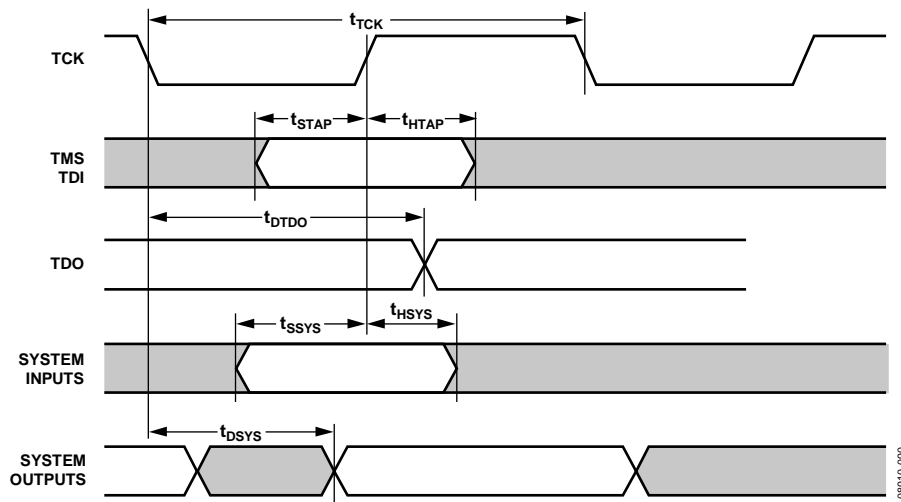 tTCK
TCK
tSTAP
tHTAP
TMS
TDI
tDTDO
TDO
tSSYS
tHSYS
SYSTEM
INPUTS
tDSYS
SYSTEM
OUTPUTS